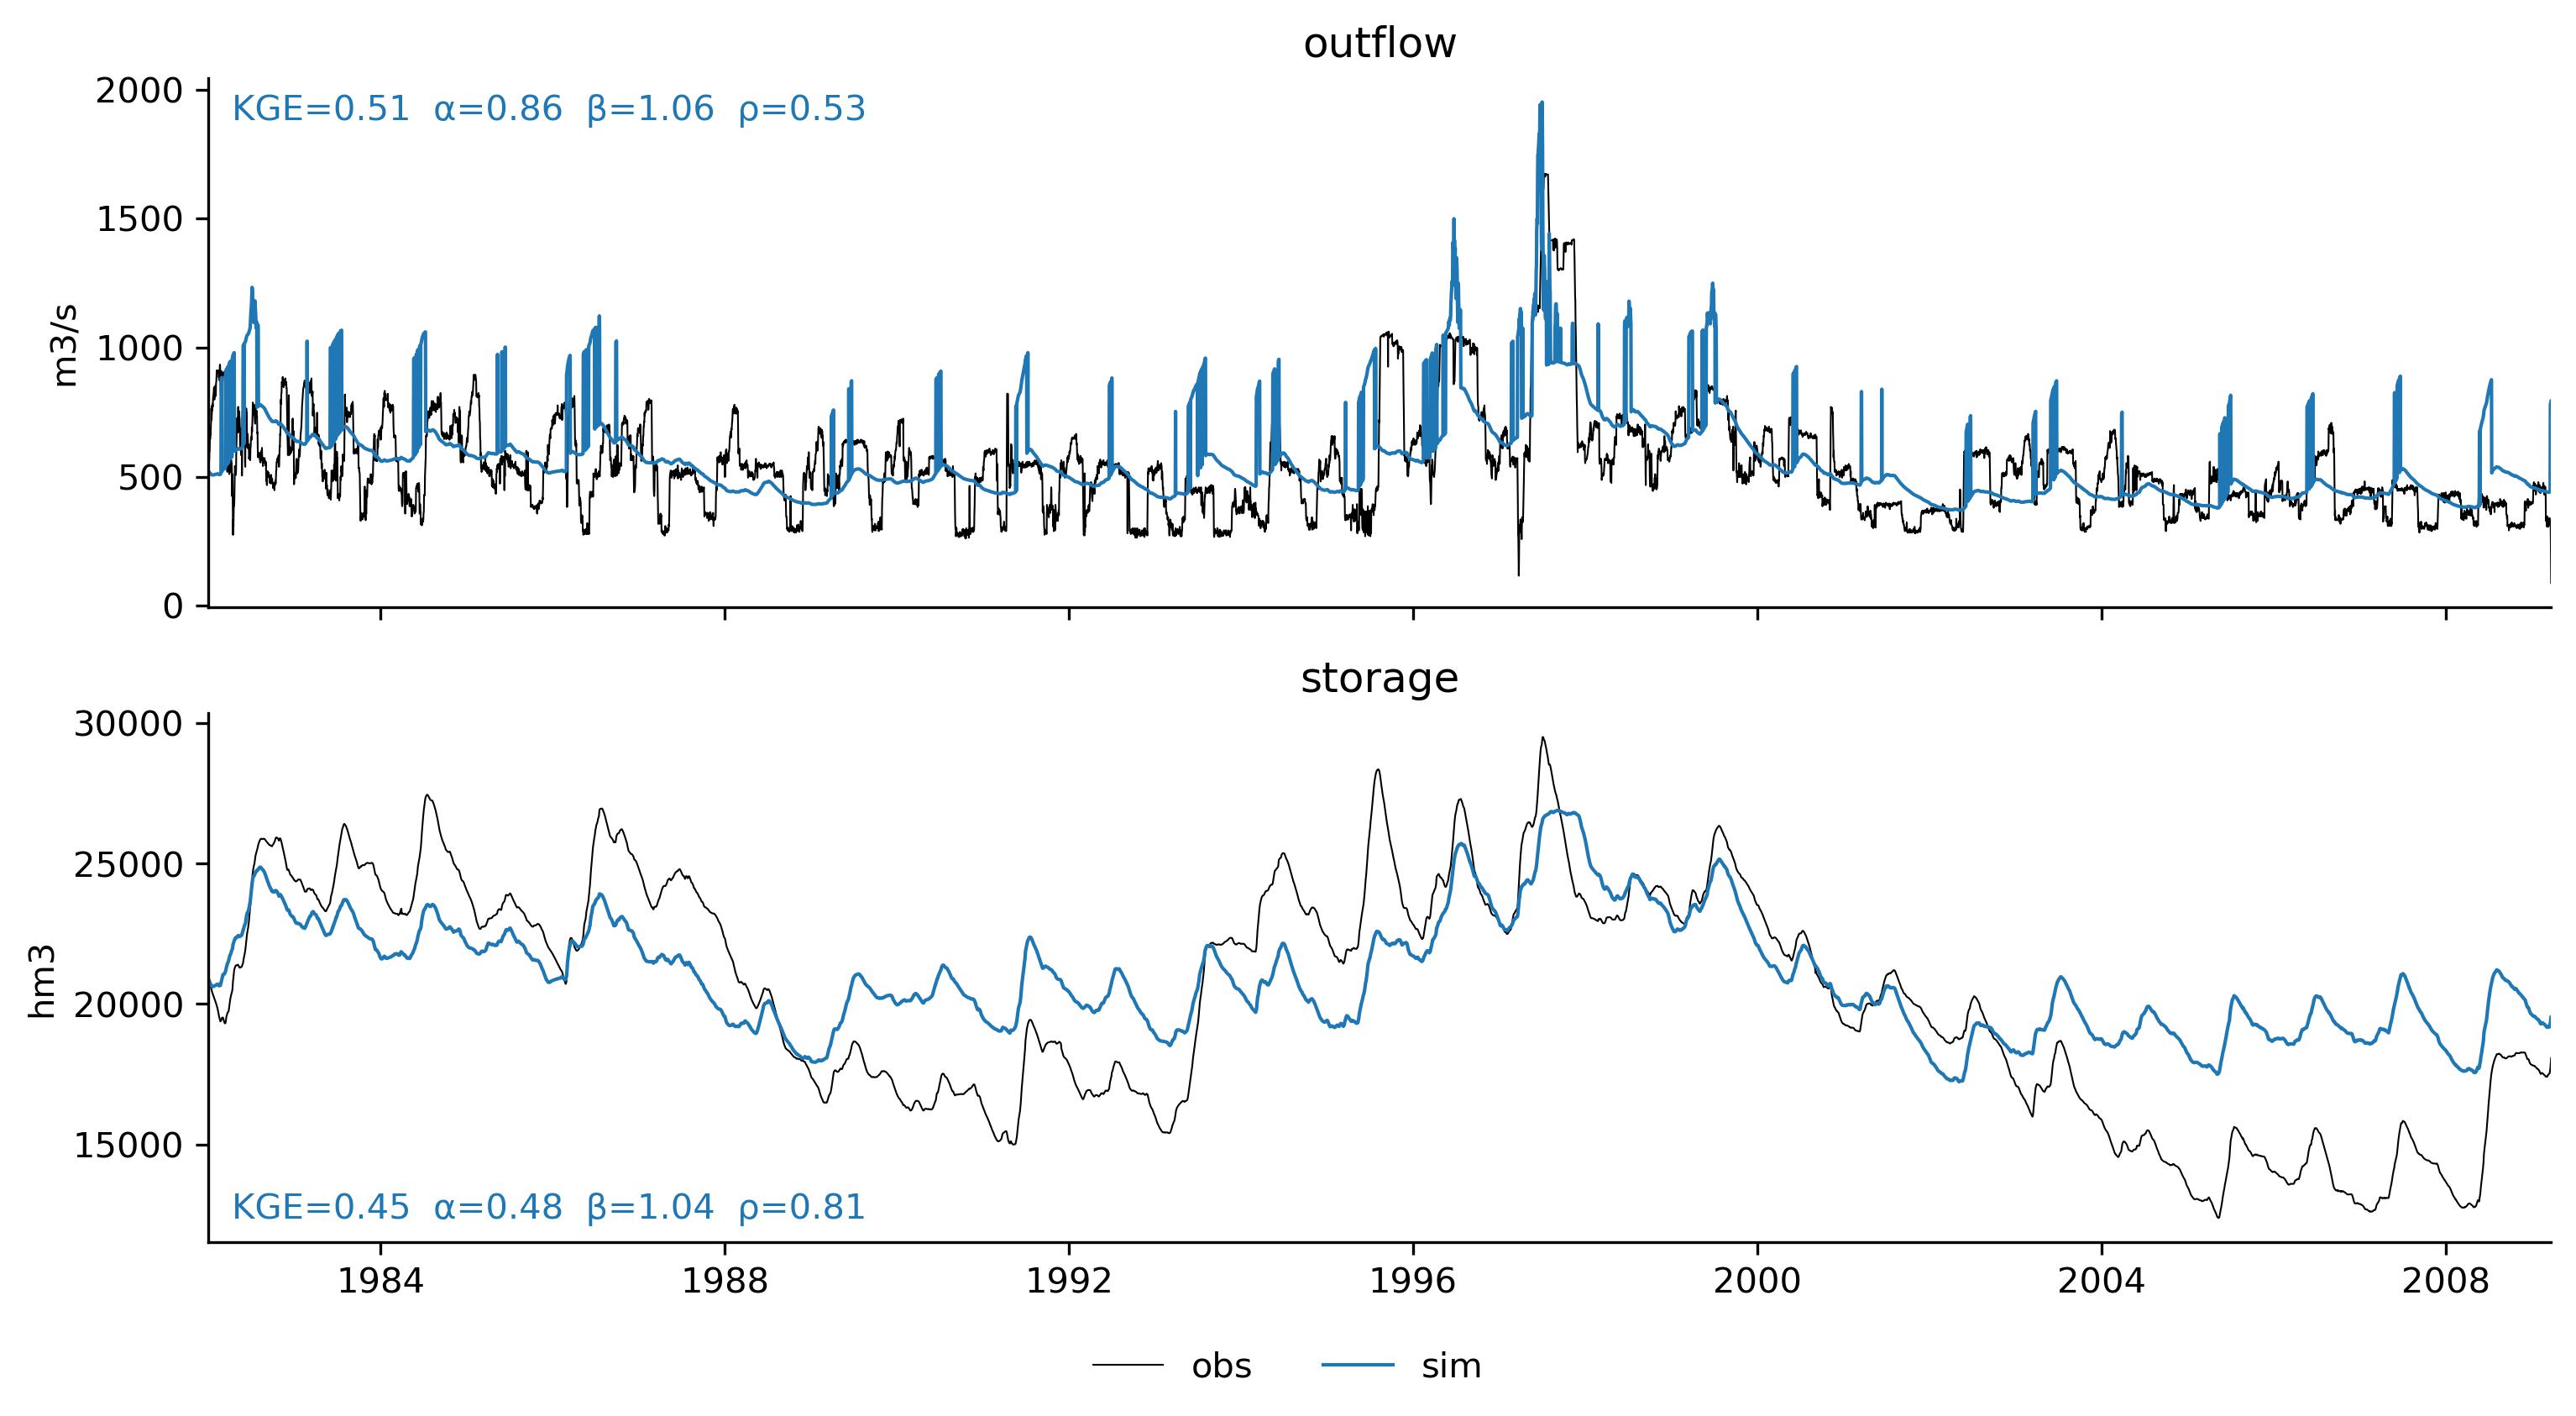 outflow
2000
KGE=0.51 α=0.86 β=1.06 ρ=0.53
1500
m3/s
1000
500
0
storage
30000
25000
hm3
20000
15000
KGE=0.45 α=0.48 β=1.04 ρ=0.81
1984 1988 1992 1996 2000 2004 2008
obs sim